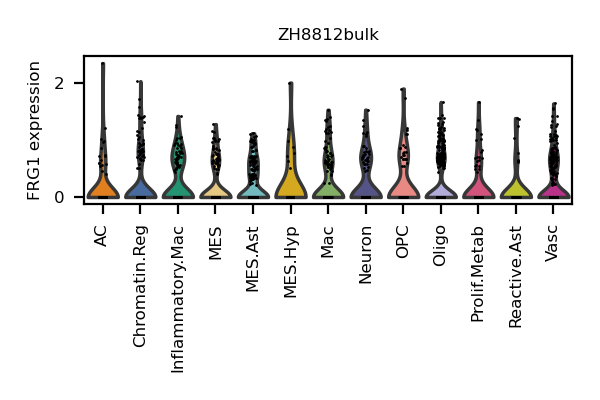 ZH8812bulk
FRG1 expression
2
0
AC
Chromatin.Reg
Inflammatory.Mac
MES
MES.Ast
MES.Hyp
Mac
Neuron
OPC
Oligo
Prolif.Metab
Reactive.Ast
Vasc